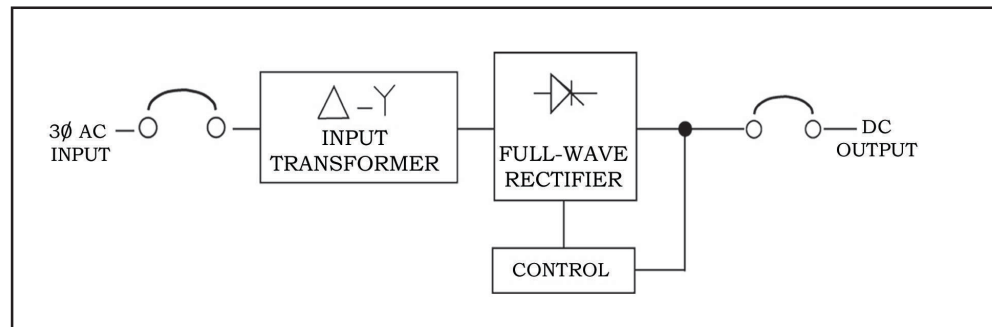 3Ø AC
INPUT
Δ–Y
INPUT
TRANSFORMER
FULL-WAVE
RECTIFIER
CONTROL
DC
OUTPUT